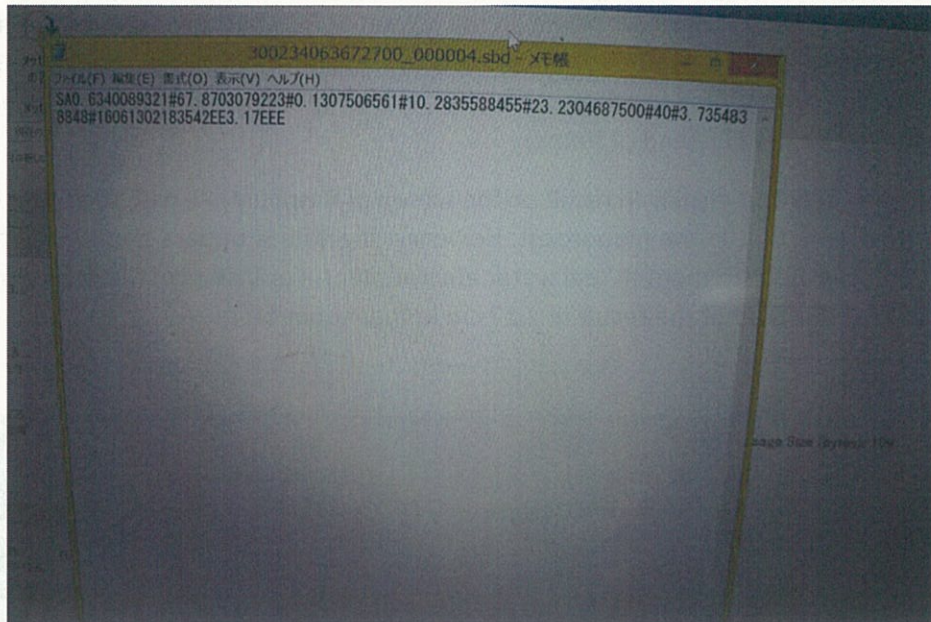 300234063672700_000004.sbd - メモ帳
ファイル(F) 編集(E) 書式(O) 表示(V) ヘルプ(H)
SA0. 6340089321#67. 8703079223#0. 1307506561#10. 2835588455#23. 2304687500#40#3. 735483
8848#16061302183542EE3. 17EEE